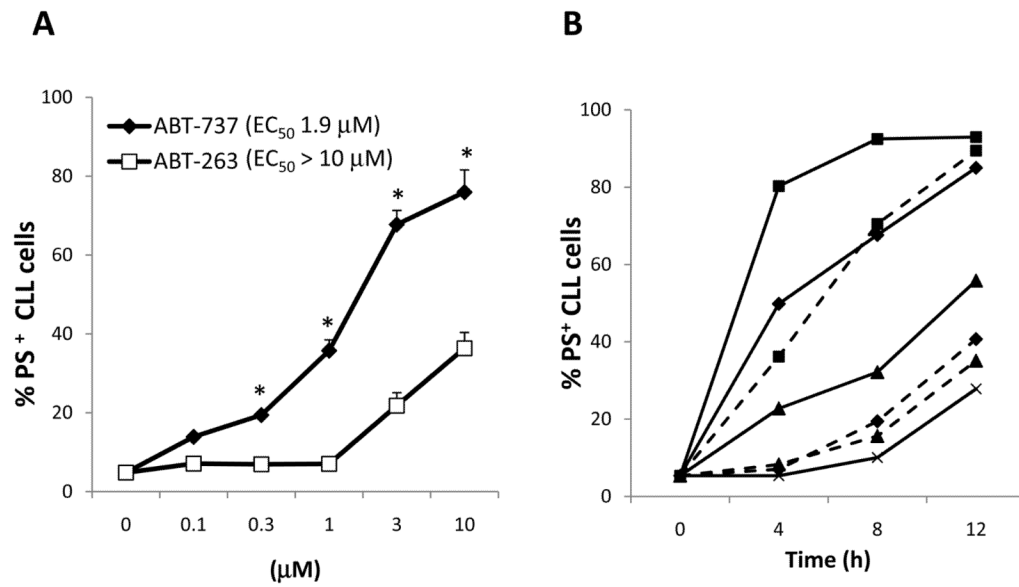 A
% PS + CLL cells
100
80
60
40
20
0
ABT-737 (EC50 1.9 µM)
ABT-263 (EC50 > 10 µM)
* * * *
0 0.1 0.3 1 3 10
(µM)
B
% PS+ CLL cells
100
80
60
40
20
0
0 4 8 12
Time (h)